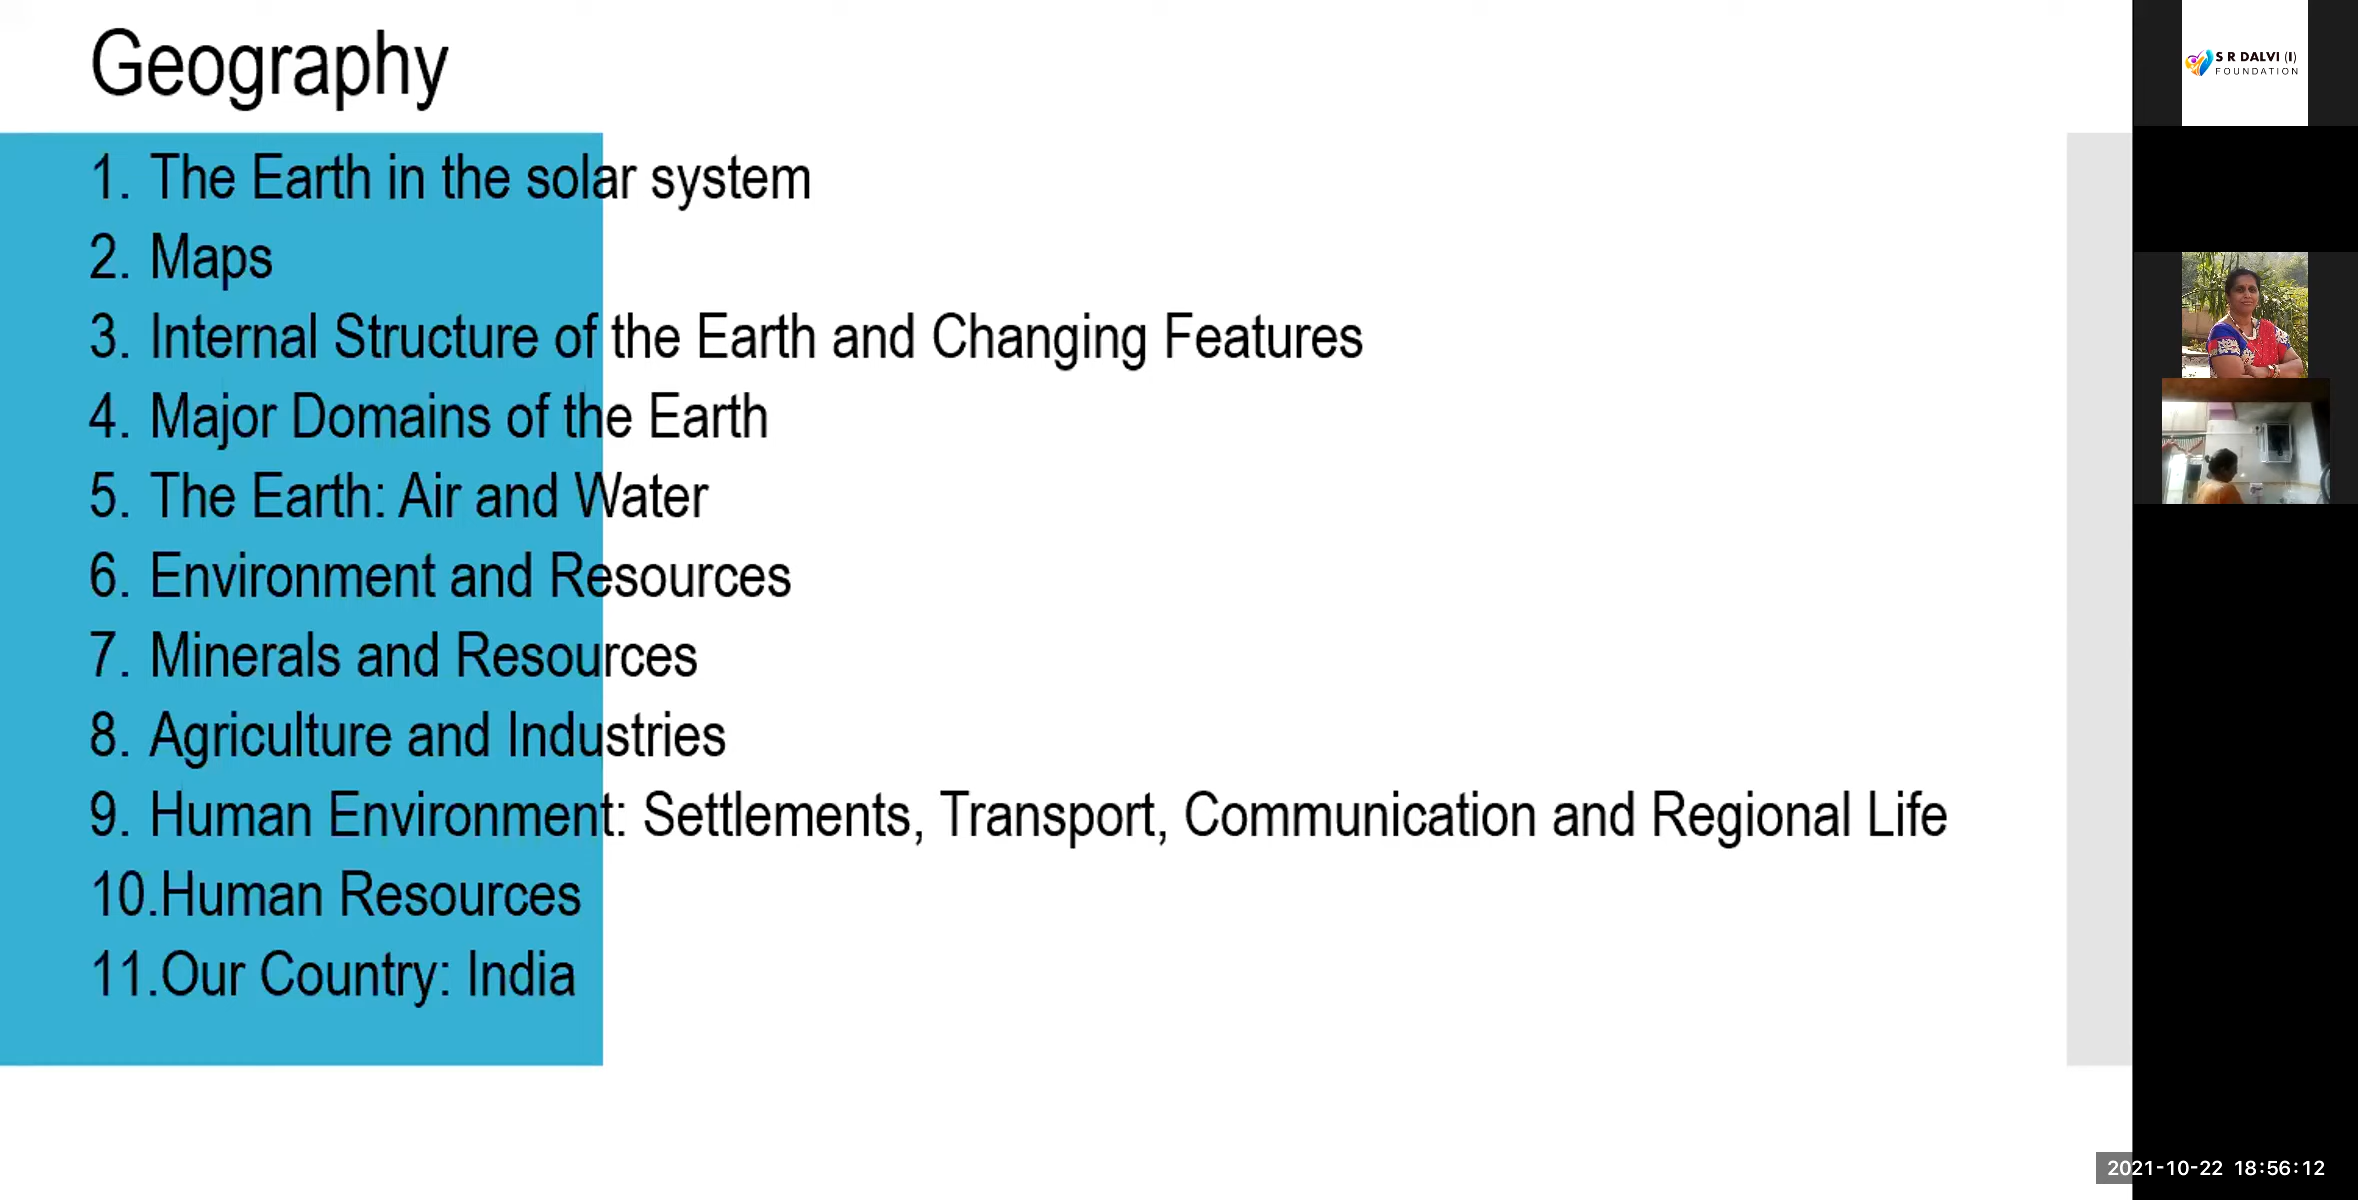 Geography
1. The Earth in the solar system
2. Maps
3. Internal Structure of the Earth and Changing Features
4. Major Domains of the Earth
5. The Earth: Air and Water
6. Environment and Resources
7. Minerals and Resources
8. Agriculture and Industries
9. Human Environment: Settlements, Transport, Communication and Regional Life
10.Human Resources
11.Our Country: India
S R DALVI (I)
FOUNDATION
2021-10-22 18:56:12